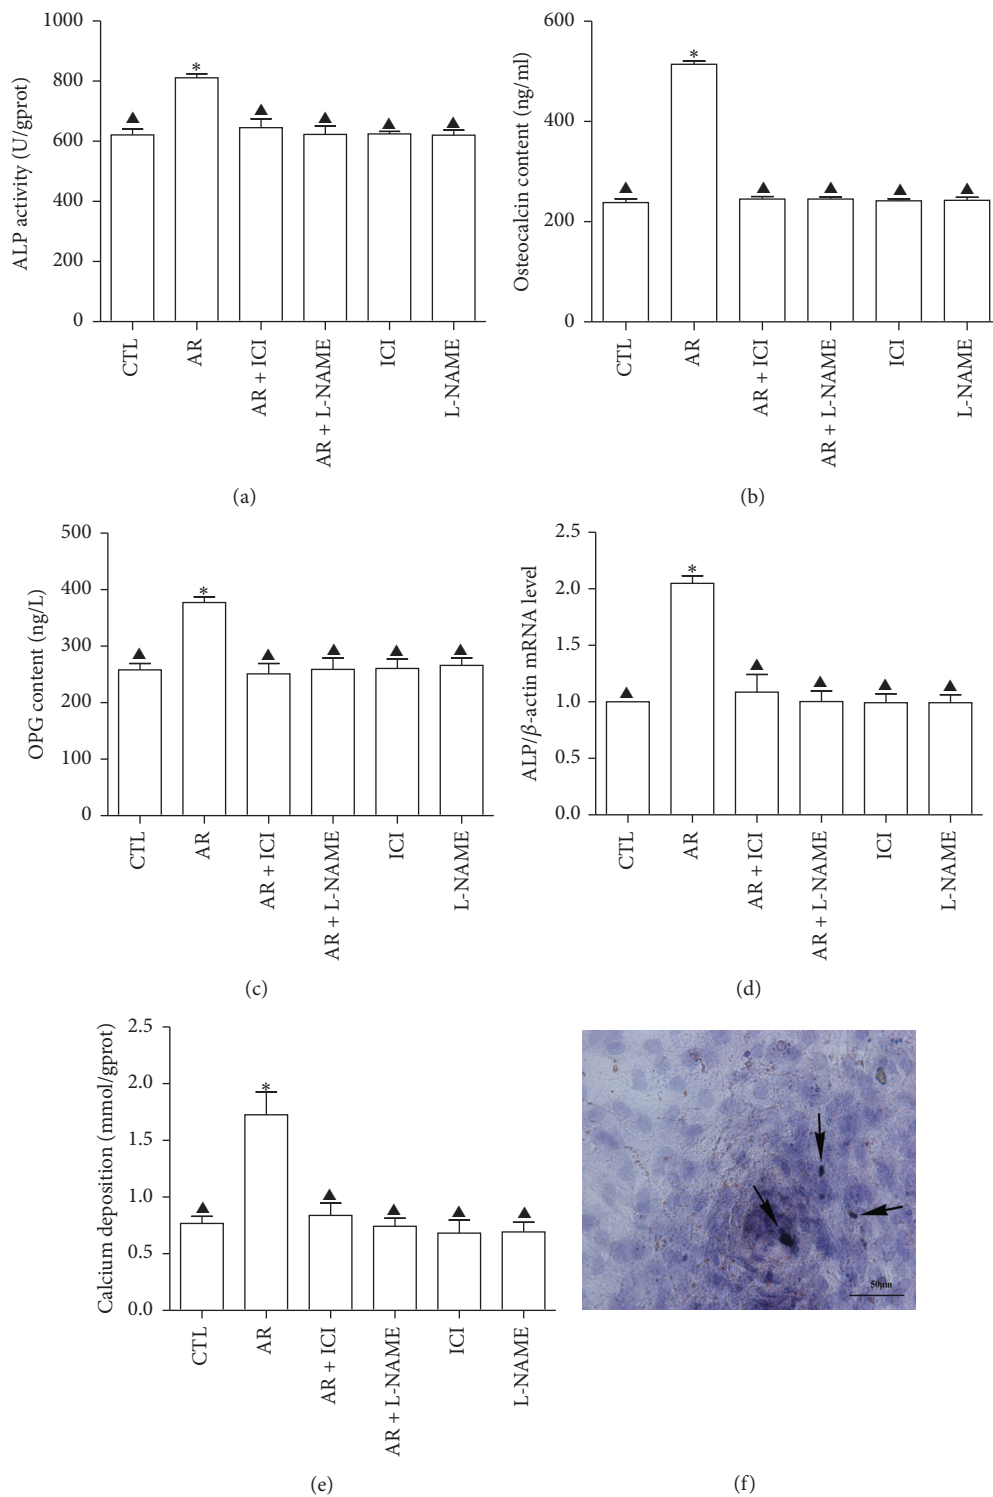 1000
800
600
400
200
0
ALP activity (U/gprot)
*
CTL
AR
AR + ICI
AR + L-NAME
ICI
L-NAME
(a)
600
400
200
0
Osteocalcin content (ng/ml)
*
CTL
AR
AR + ICI
AR + L-NAME
ICI
L-NAME
(b)
500
400
300
200
100
0
OPG content (ng/L)
*
CTL
AR
AR + ICI
AR + L-NAME
ICI
L-NAME
(c)
2.5
2.0
1.5
1.0
0.5
0.0
ALP/β-actin mRNA level
*
CTL
AR
AR + ICI
AR + L-NAME
ICI
L-NAME
(d)
2.5
2.0
1.5
1.0
0.5
0.0
Calcium deposition (mmol/gprot)
*
CTL
AR
AR + ICI
AR + L-NAME
ICI
L-NAME
(e)
50μm
(f)